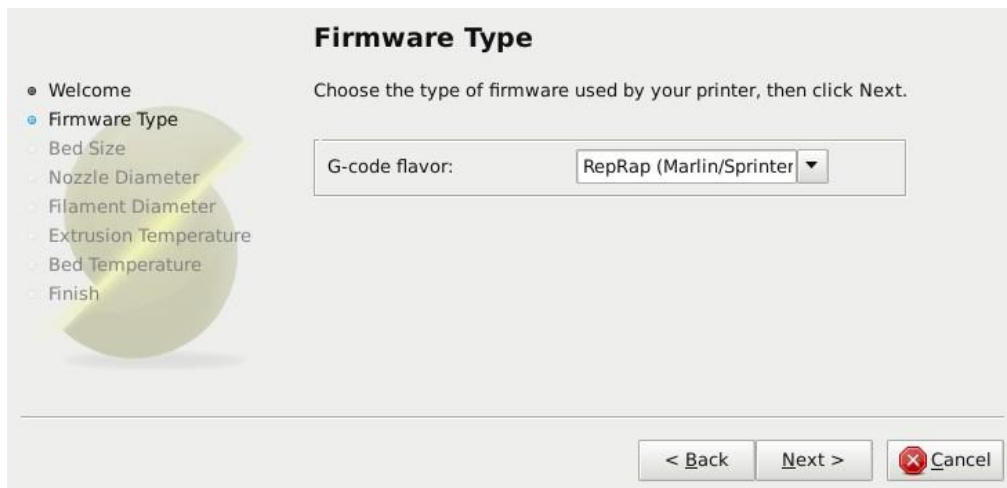 Firmware Type
Welcome
Firmware Type
Bed Size
Nozzle Diameter
Filament Diameter
Extrusion Temperature
Bed Temperature
Finish
Choose the type of firmware used by your printer, then click Next.
G-code flavor: RepRap (Marlin/Sprinter
< Back Next > Cancel